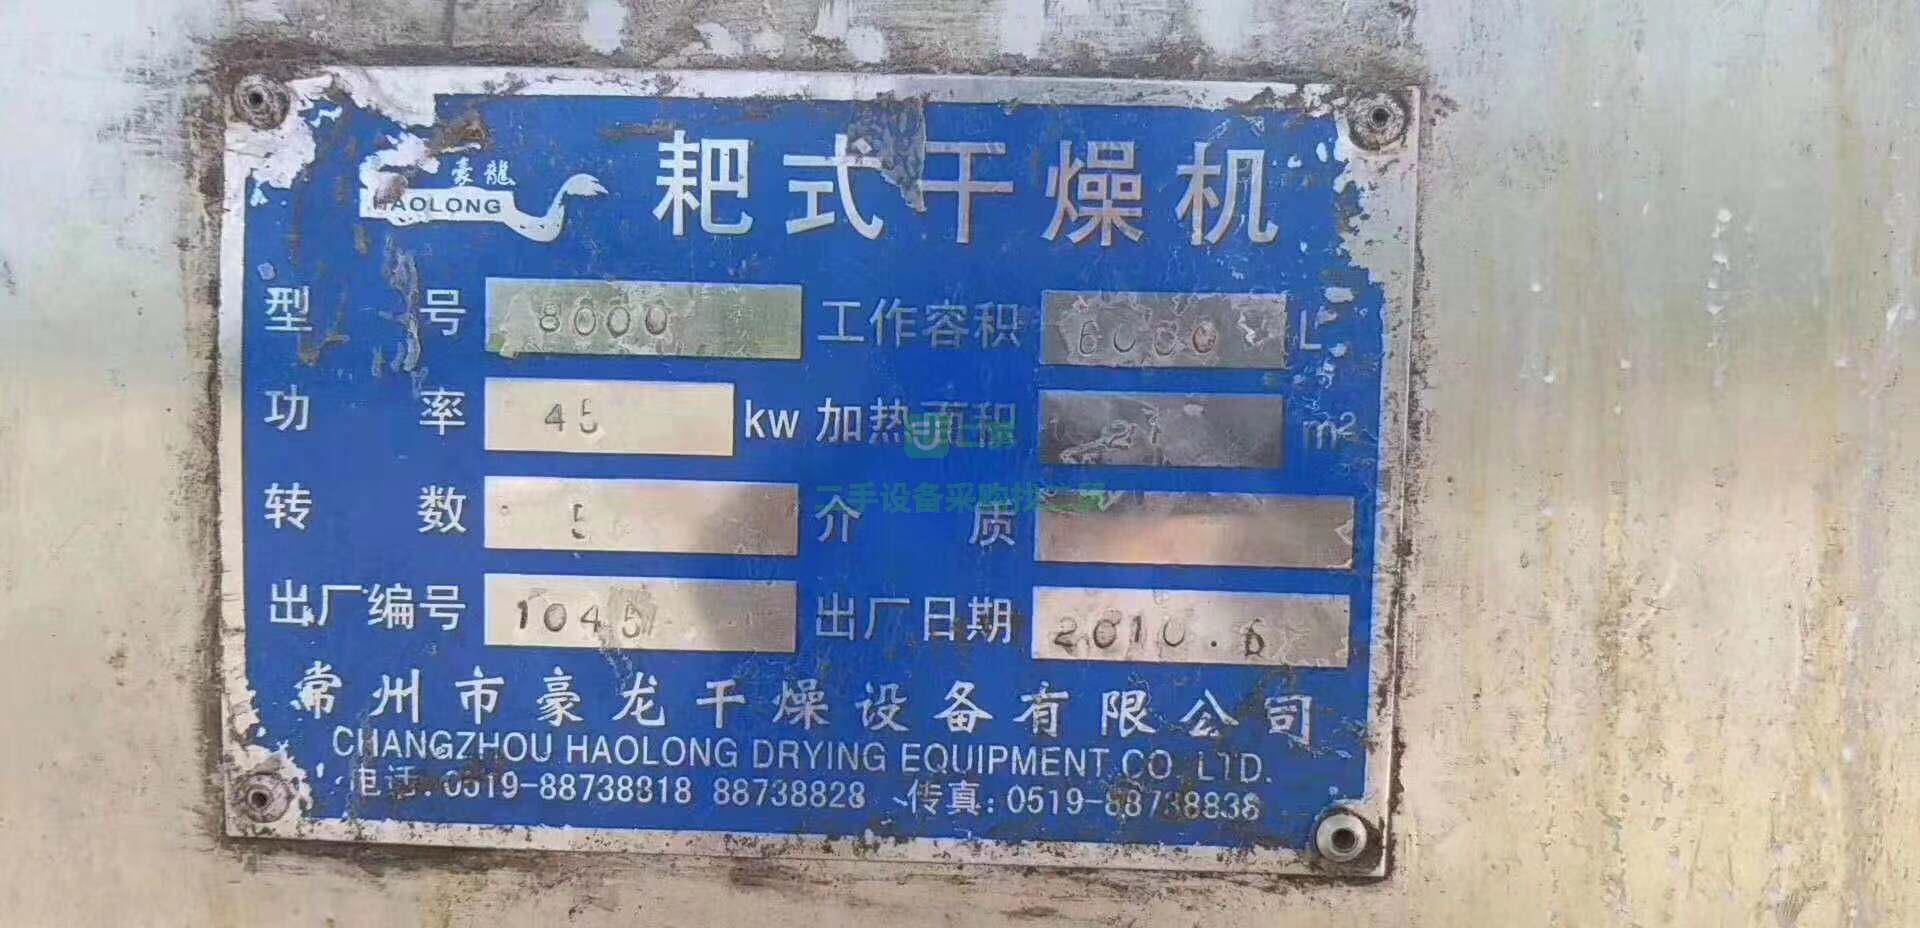 豪龍
HAOLONG
耙式干燥机
型号 8000 工作容积 6000 L
功率 45 kw 加热面积 21 m²
转数 5 介质
二手设备采购找
出厂编号 1045 出厂日期 2010.6
常州市豪龙干燥设备有限公司
CHANGZHOU HAOLONG DRYING EQUIPMENT CO. LTD.
电话:0519-88738818 88738828 传真:0519-88738838